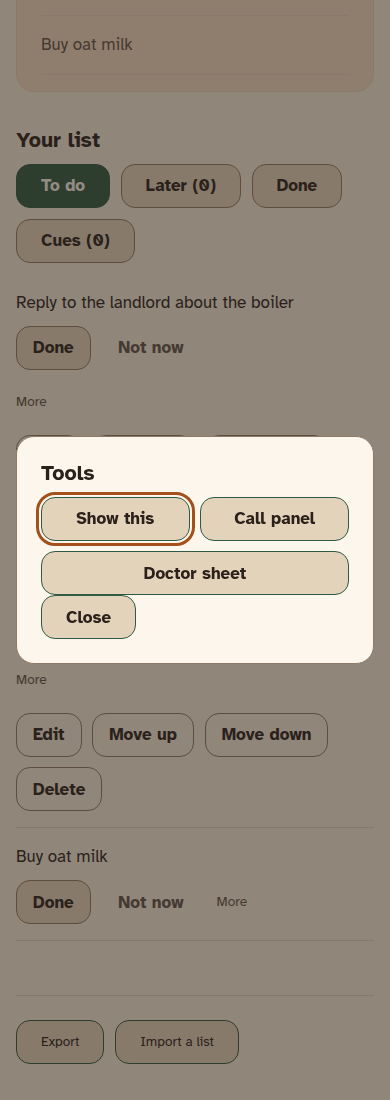 Buy oat milk
Your list
To do Later (0) Done
Cues (0)
Reply to the landlord about the boiler
Done Not now
More
Tools
Show this Call panel
Doctor sheet
Close
More
Edit Move up Move down
Delete
Buy oat milk
Done Not now More
Export Import a list